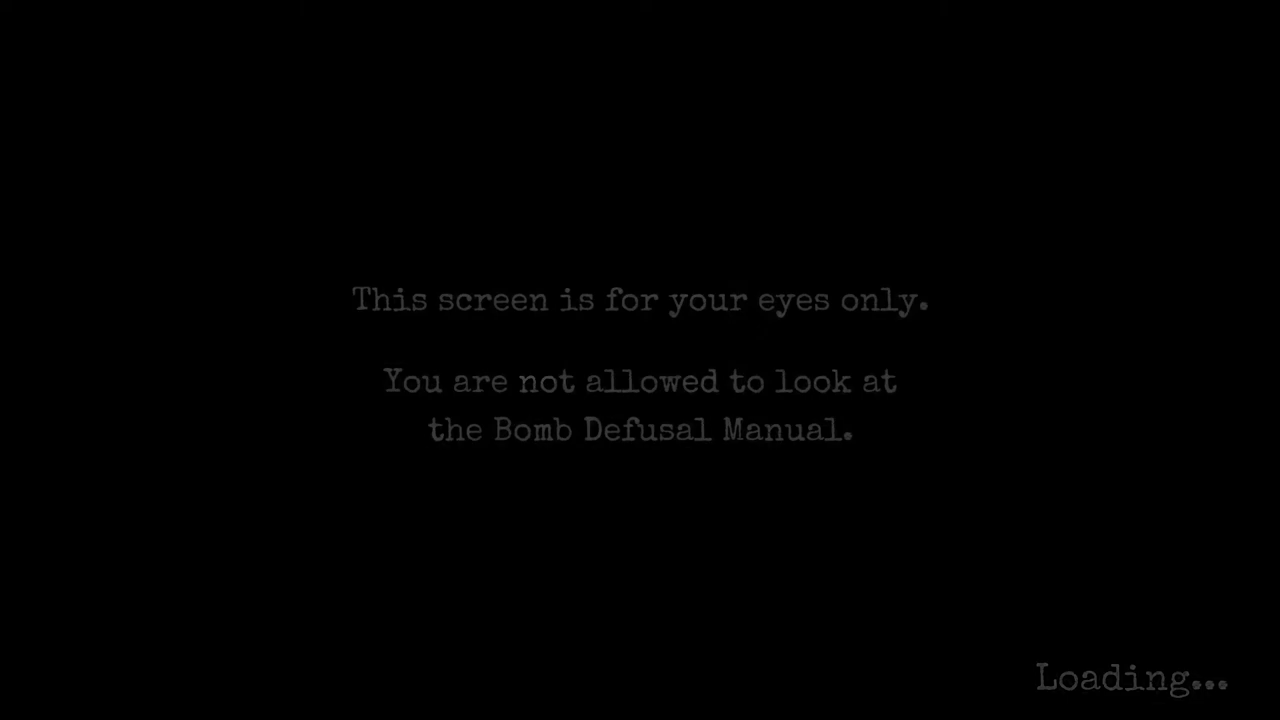 This screen is for your eyes only.
You are not allowed to look at
the Bomb Defusal Manual.
Loading...